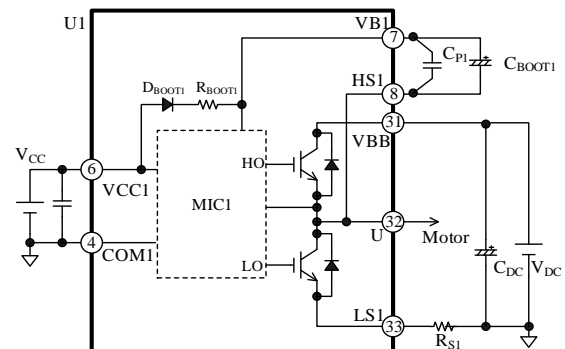 U1
VB1
7
CP1
CBOOT1
HS1
8
DBOOT1
RBOOT1
31
VBB
VCC
6
VCC1
HO
MIC1
U
32
Motor
4
COM1
LO
CDC
VDC
LS1
33
RS1